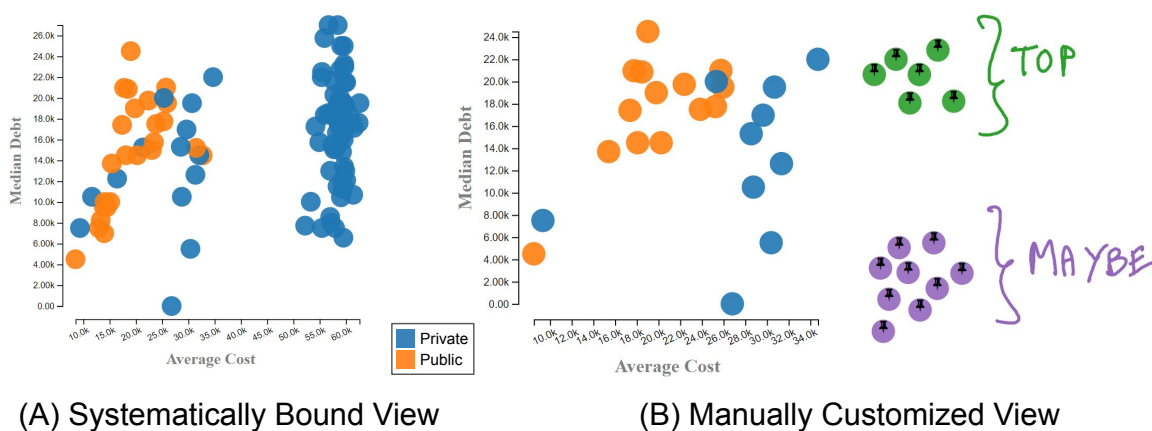 26.0k
24.0k
22.0k
20.0k
18.0k
16.0k
14.0k
12.0k
10.0k
8.00k
6.00k
4.00k
2.00k
0.00
Median Debt
10.0k 15.0k 20.0k 25.0k 30.0k 35.0k 40.0k 45.0k 50.0k 55.0k 60.0k
Average Cost
Private
Public
(A) Systematically Bound View
24.0k
22.0k
20.0k
18.0k
16.0k
14.0k
12.0k
10.0k
8.00k
6.00k
4.00k
2.00k
0.00
Median Debt
10.0k 12.0k 14.0k 16.0k 18.0k 20.0k 22.0k 24.0k 26.0k 28.0k 30.0k 32.0k 34.0k
Average Cost
TOP
MAYBE
(B) Manually Customized View